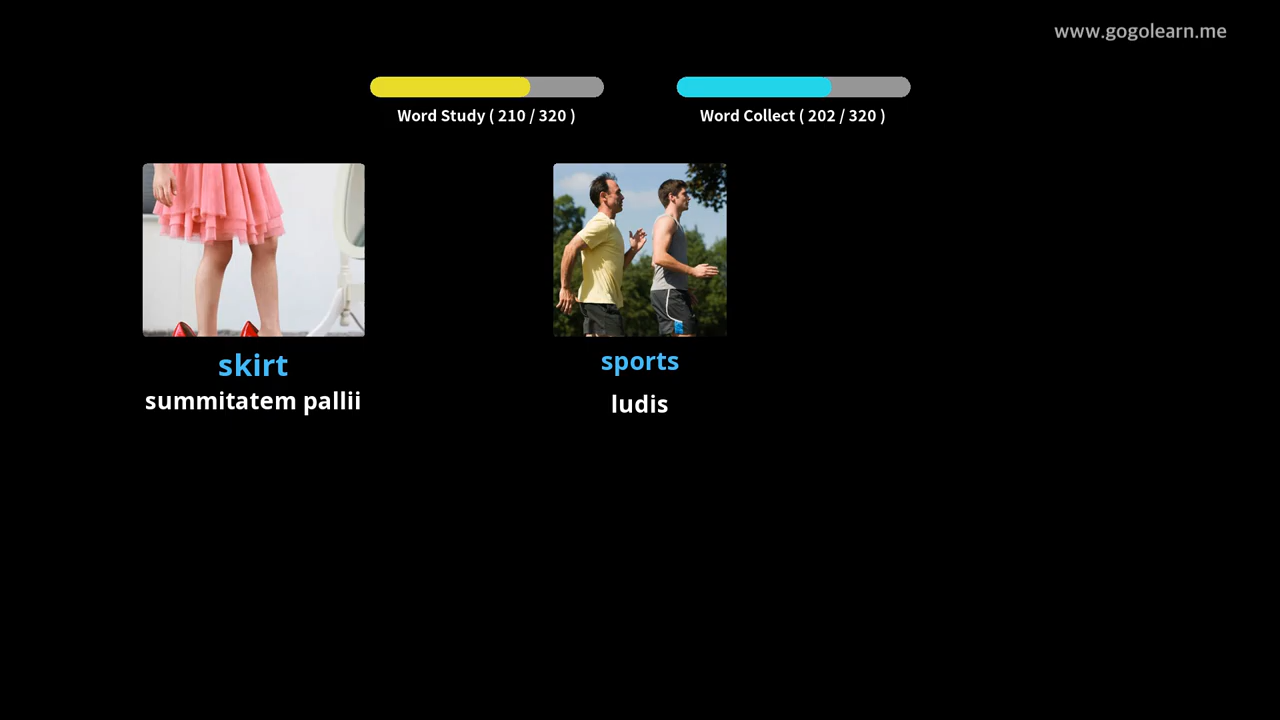 www.gogolearn.me
Word Study ( 210 / 320 )
Word Collect ( 202 / 320 )
skirt
summitatem pallii
sports
ludis